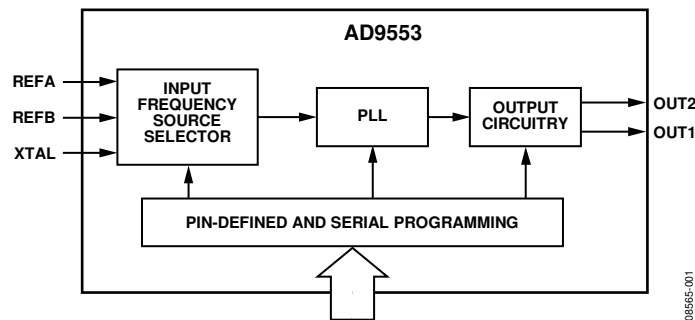 AD9553
REFA
REFB
XTAL
INPUT
FREQUENCY
SOURCE
SELECTOR
PLL
OUTPUT
CIRCUITRY
OUT2
OUT1
PIN-DEFINED AND SERIAL PROGRAMMING
08565-001